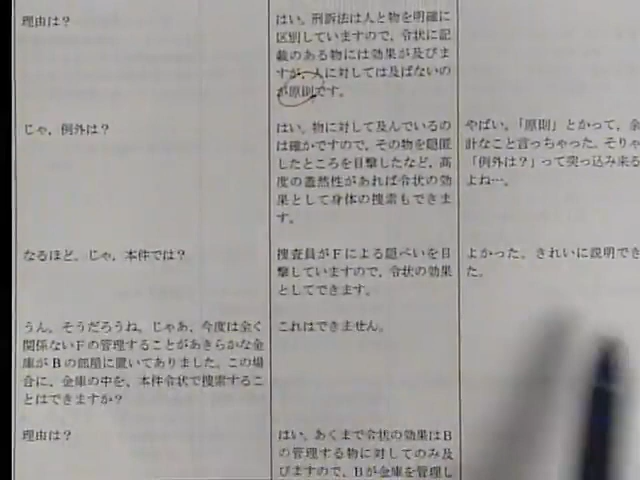 理由は？
はい。刑訴法は人と物を明確に
区別していますので、令状に記
載のある物には効果が及びま
すが、人に対しては及ばないの
が原則です。
じゃ、例外は？
はい。物に対して及んでいるの
は確かですので、その物を隠匿
したところを目撃したなど、高
度の蓋然性があれば令状の効
果として身体の捜索もできま
す。
やばい。「原則」とかって、余
計なこと言っちゃった。そりゃ
「例外は？」って突っ込み来る
よね…。
なるほど。じゃ、本件では？
捜査員がＦによる隠ぺいを目
撃していますので、令状の効果
としてできます。
よかった。きれいに説明でき
た。
うん。そうだろうね。じゃあ、今度は全く
関係ないＦの管理することがあきらかな金
庫がＢの部屋に置いてありました。この場
合に、金庫の中を、本件令状で捜索するこ
とはできますか？
これはできません。
理由は？
はい。あくまで令状の効果はＢ
の管理する物に対してのみ及
びますので、Ｂが金庫を管理し